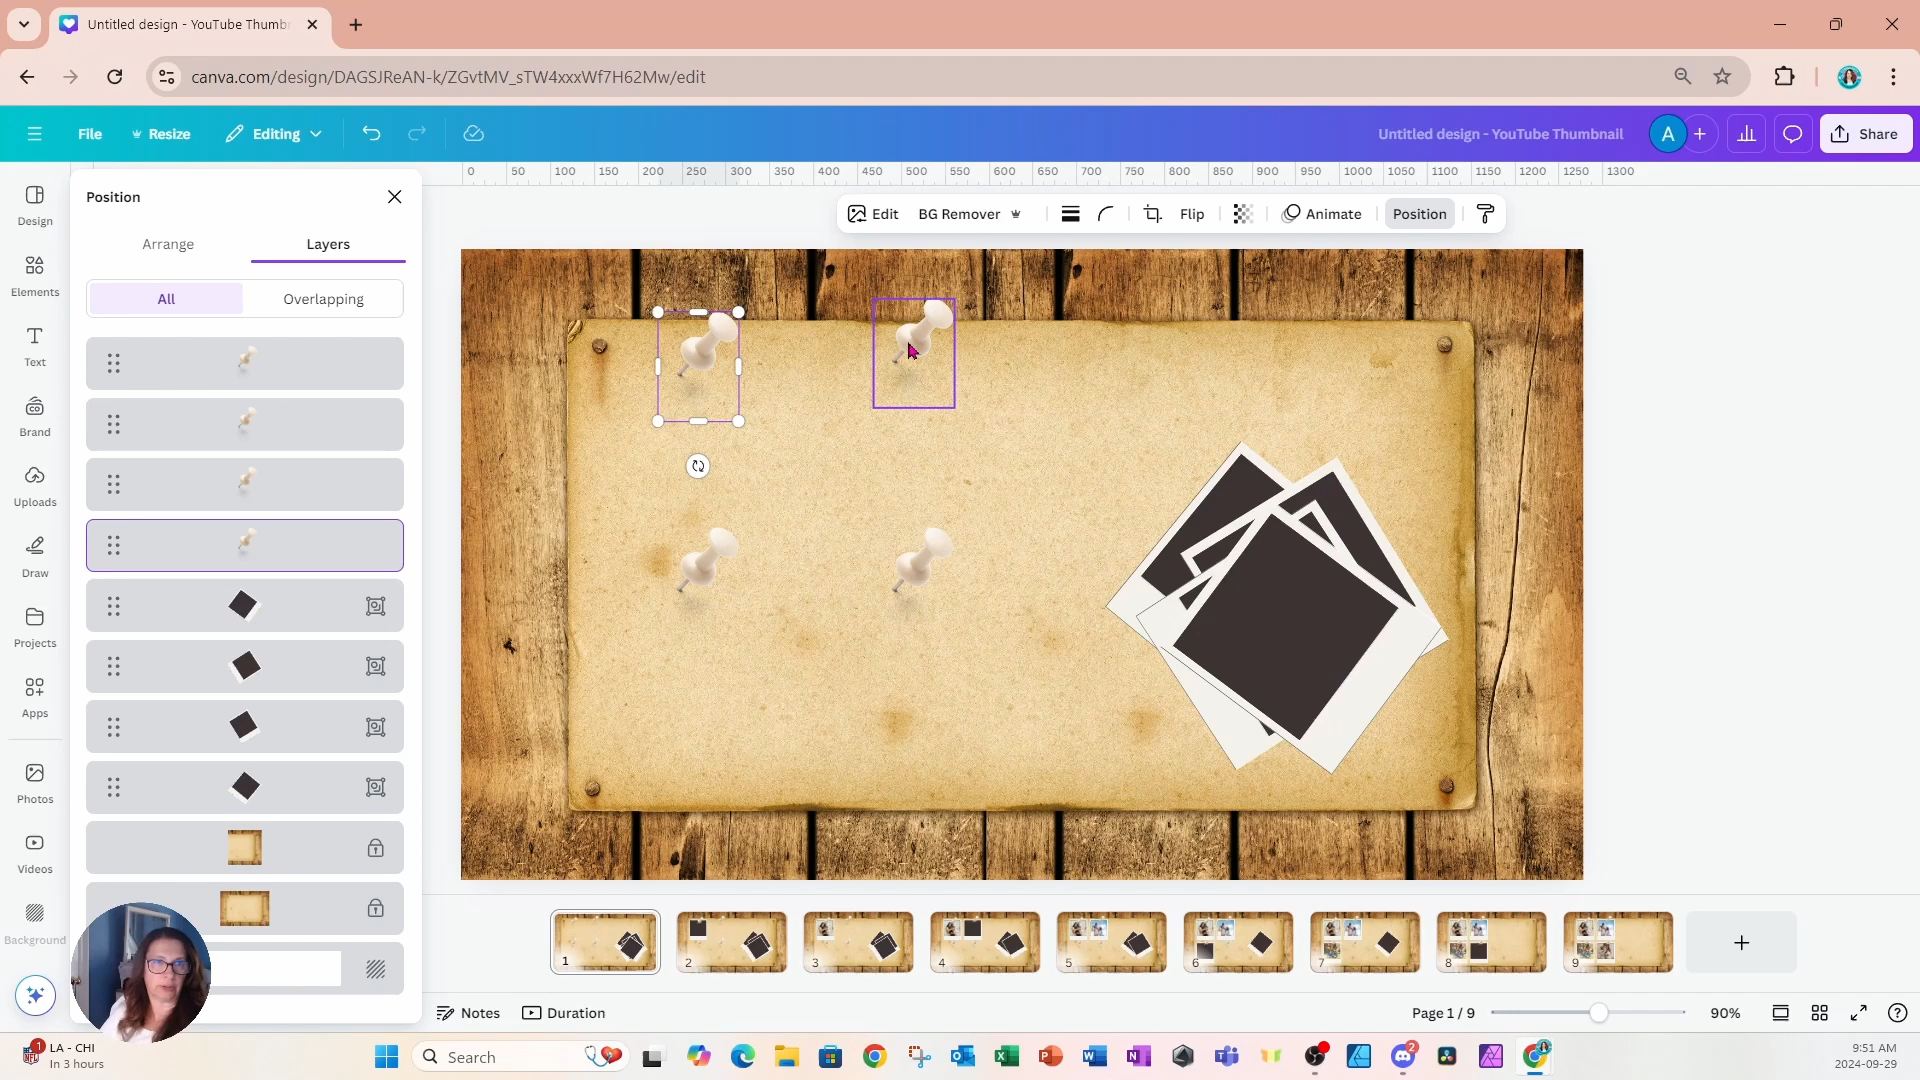 Untitled design - YouTube Thumbn
canva.com/design/DAGSJReAN-k/ZGvtMV_sTW4xxxWf7H62Mw/edit
File
Resize
Editing
Untitled design - YouTube Thumbnail
A
Share
0 50 100 150 200 250 300 350 400 450 500 550 600 650 700 750 800 850 900 950 1000 1050 1100 1150 1200 1250 1300
Design
Elements
Text
Brand
Uploads
Draw
Projects
Apps
Photos
Videos
Background
Position
Arrange
Layers
All
Overlapping
Edit
BG Remover
Flip
Animate
Position
1
2
3
4
5
6
7
8
9
Notes
Duration
Page 1 / 9
90%
1
LA - CHI
In 3 hours
Search
2
9:51 AM
2024-09-29